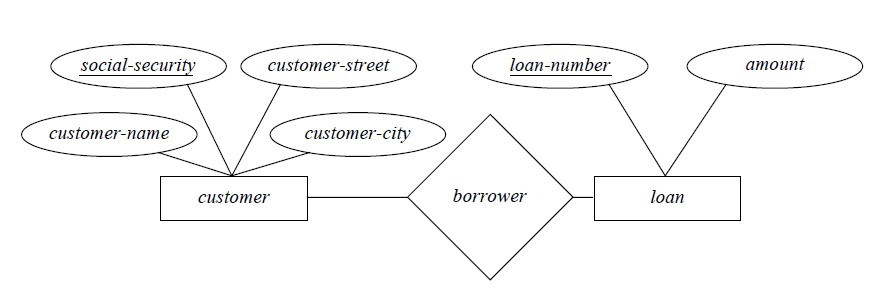 social-security
customer-street
loan-number
amount
customer-name
customer-city
customer
borrower
loan